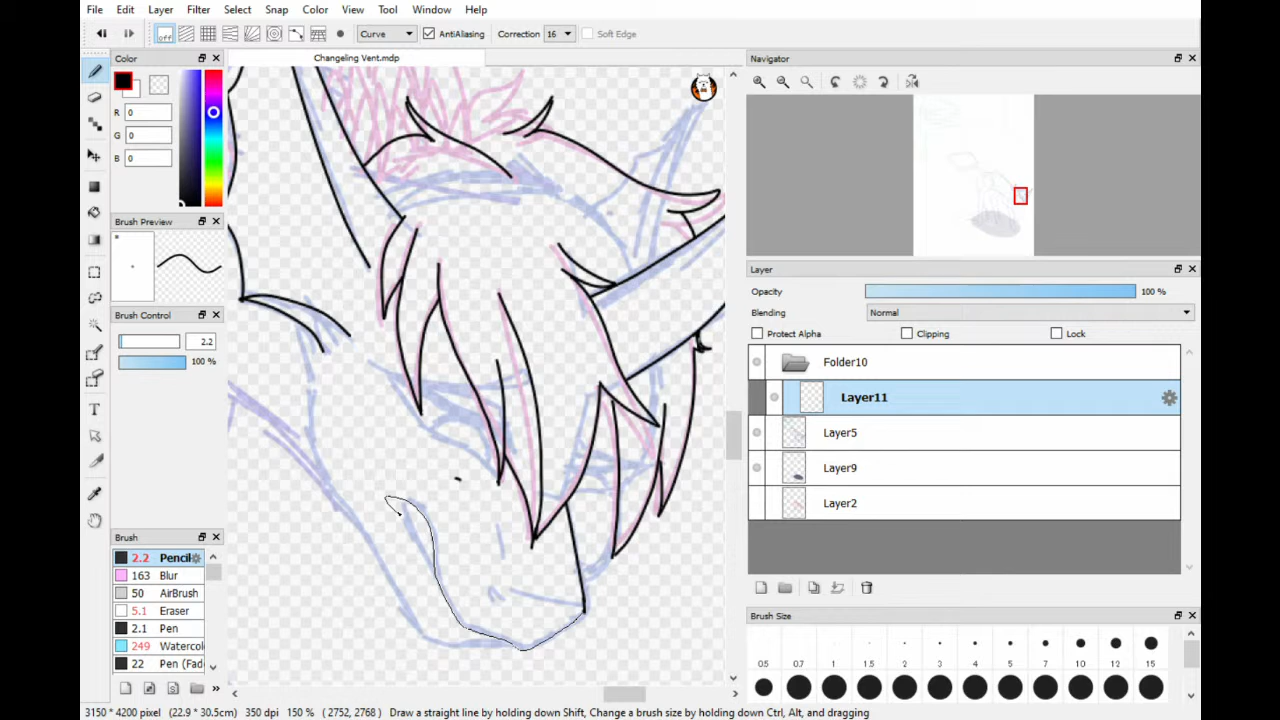 File Edit Layer Filter Select Snap Color View Tool Window Help
off Curve AntiAliasing Correction 16 Soft Edge
Color
Changeling Vent.mdp
Navigator
R 0
G 0
B 0
Brush Preview
Layer
Opacity 100 %
Blending Normal
Brush Control
Protect Alpha Clipping Lock
2.2
100 %
Folder10
Layer11
Layer5
Layer9
Layer2
Brush
2.2 Pencil
163 Blur
50 AirBrush
5.1 Eraser
2.1 Pen
249 Waterco
22 Pen (Fad
Brush Size
0.5 0.7 1 1.5 2 3 4 5 7 10 12 15
3150 * 4200 pixel (22.9 * 30.5cm) 350 dpi 150 % ( 2752, 2768 ) Draw a straight line by holding down Shift, Change a brush size by holding down Ctrl, Alt, and dragging